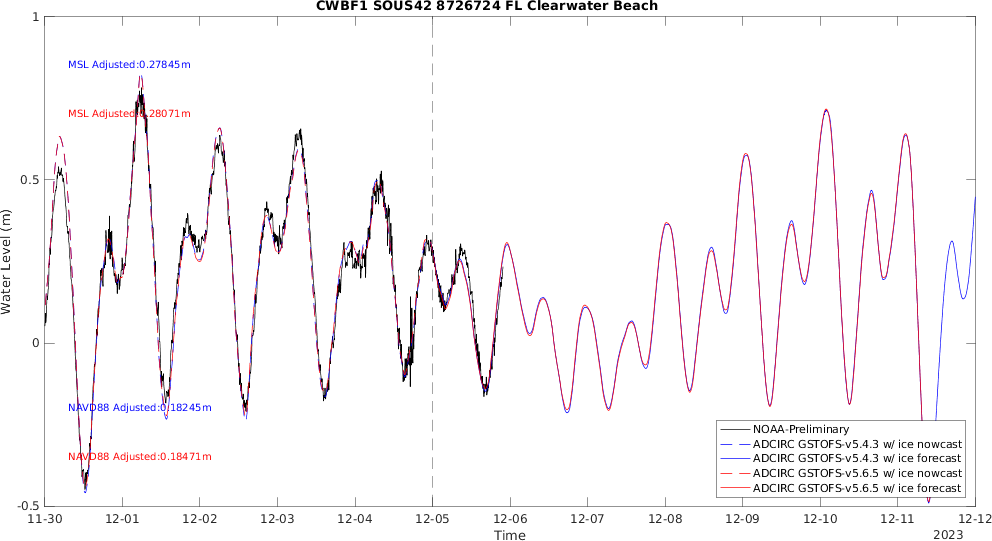 CWBF1 SOUS42 8726724 FL Clearwater Beach
Water Level (m)
1
0.5
0
-0.5
MSL Adjusted:0.27845m
MSL Adjusted:0.28071m
NAVD88 Adjusted:0.18245m
NAVD88 Adjusted:0.18471m
NOAA-Preliminary
ADCIRC GSTOFS-v5.4.3 w/ ice nowcast
ADCIRC GSTOFS-v5.4.3 w/ ice forecast
ADCIRC GSTOFS-v5.6.5 w/ ice nowcast
ADCIRC GSTOFS-v5.6.5 w/ ice forecast
11-30 12-01 12-02 12-03 12-04 12-05 12-06 12-07 12-08 12-09 12-10 12-11 12-12
Time
2023